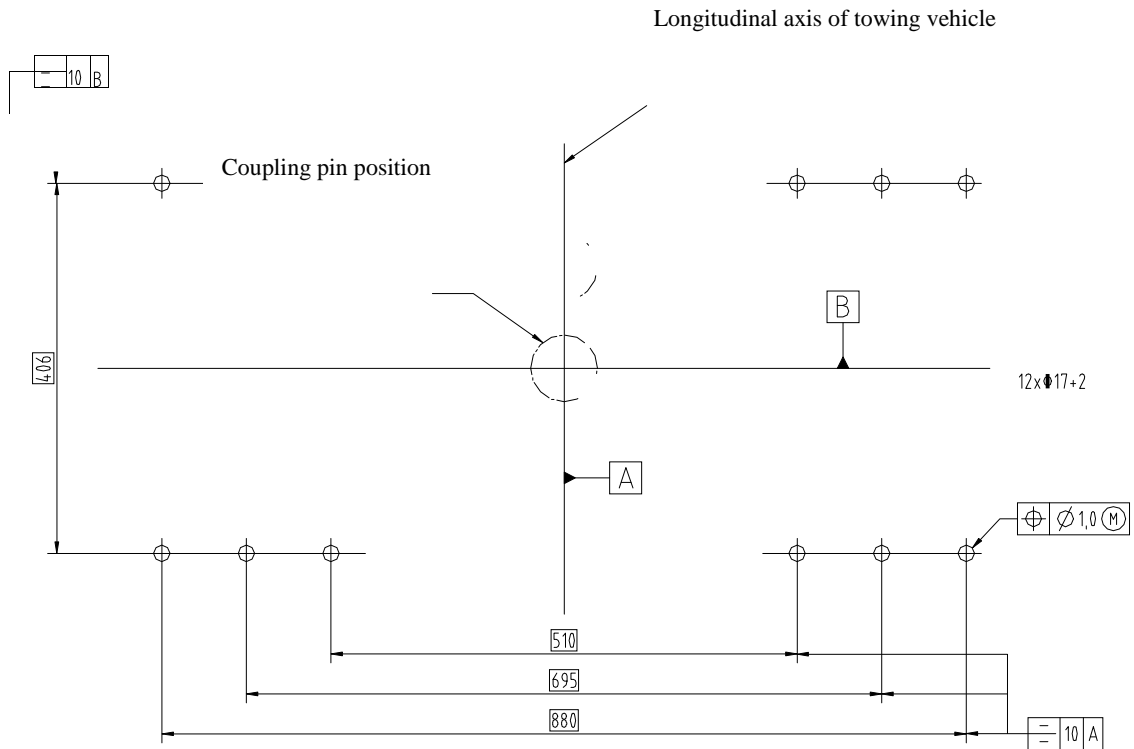 Longitudinal axis of towing vehicle
10 B
Coupling pin position
B
406
12xΦ17+2
A
⌖ Ø1,0 Ⓜ
510
695
880
10 A